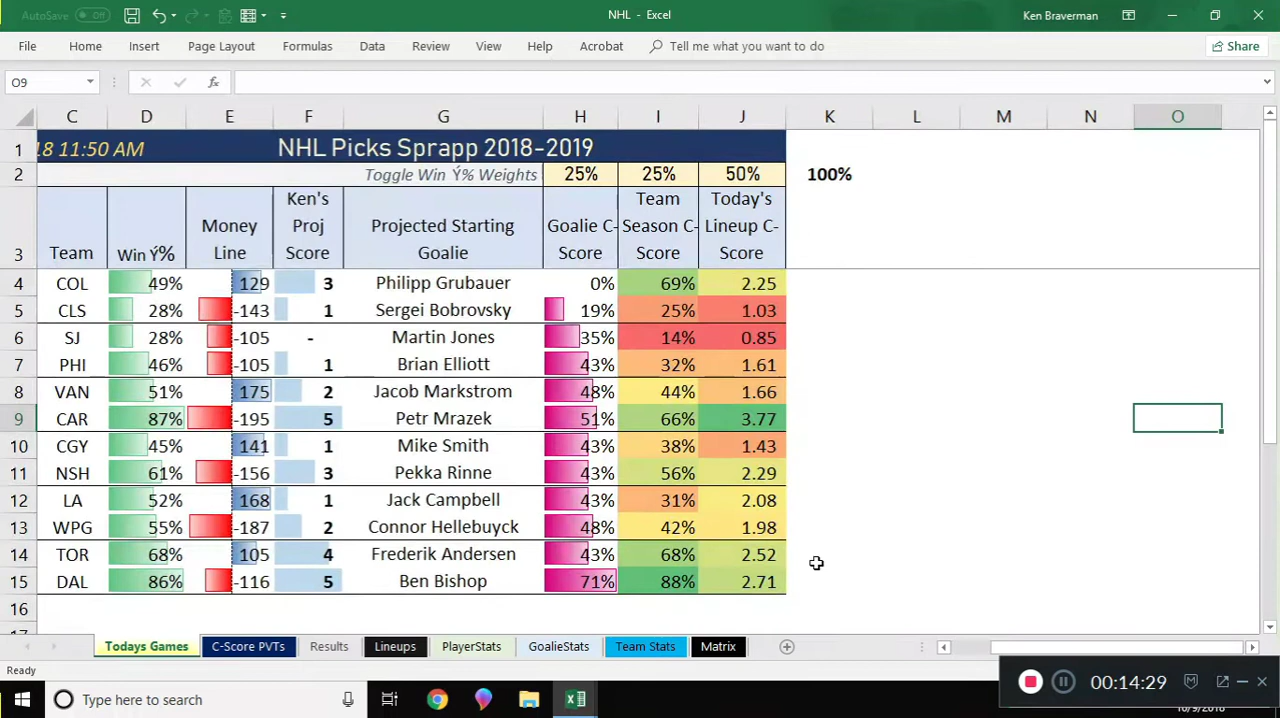 AutoSave Off NHL - Excel Ken Braverman
File Home Insert Page Layout Formulas Data Review View Help Acrobat Tell me what you want to do Share
O9 fx
C D E F G H I J K L M N O
1 18 11:50 AM NHL Picks Sprapp 2018-2019
2 Toggle Win Ý% Weights 25% 25% 50% 100%
Ken's Team Today's
Money Proj Projected Starting Goalie C- Season C- Lineup C-
3 Team Win Ý% Line Score Goalie Score Score Score
4 COL 49% 129 3 Philipp Grubauer 0% 69% 2.25
5 CLS 28% -143 1 Sergei Bobrovsky 19% 25% 1.03
6 SJ 28% -105 - Martin Jones 35% 14% 0.85
7 PHI 46% -105 1 Brian Elliott 43% 32% 1.61
8 VAN 51% 175 2 Jacob Markstrom 48% 44% 1.66
9 CAR 87% -195 5 Petr Mrazek 51% 66% 3.77
10 CGY 45% 141 1 Mike Smith 43% 38% 1.43
11 NSH 61% -156 3 Pekka Rinne 43% 56% 2.29
12 LA 52% 168 1 Jack Campbell 43% 31% 2.08
13 WPG 55% -187 2 Connor Hellebuyck 48% 42% 1.98
14 TOR 68% 105 4 Frederik Andersen 43% 68% 2.52
15 DAL 86% -116 5 Ben Bishop 71% 88% 2.71
16
17
Todays Games C-Score PVTs Results Lineups PlayerStats GoalieStats Team Stats Matrix
Ready
Type here to search 00:14:29
10/9/2018